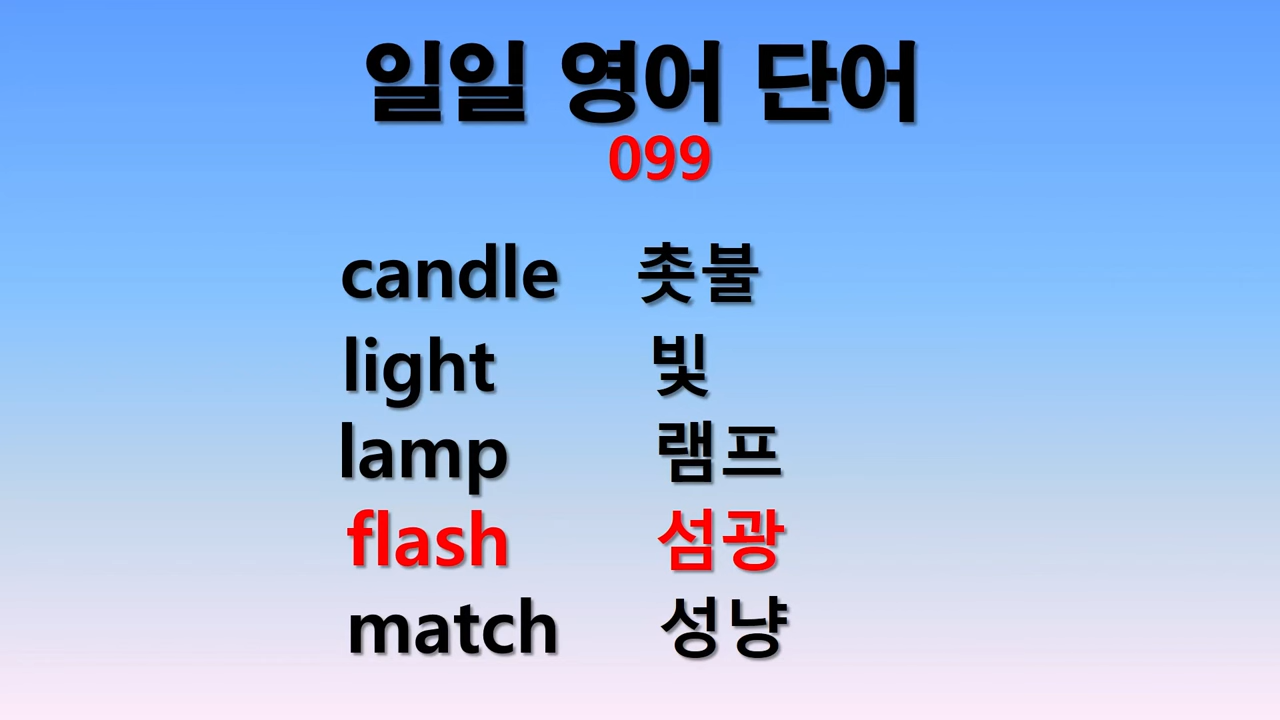 일일 영어 단어
099
candle 촛불
light 빛
lamp 램프
flash 섬광
match 성냥